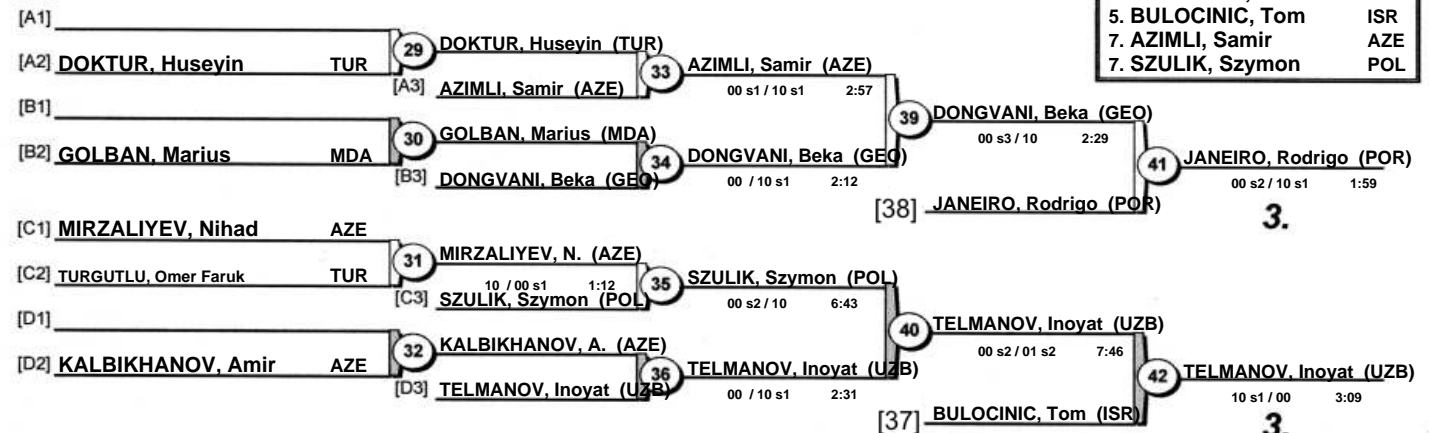 5. BULOCINIC, Tom ISR
7. AZIMLI, Samir AZE
7. SZULIK, Szymon POL
[A1]
[A2] DOKTUR, Huseyin TUR
29
DOKTUR, Huseyin (TUR)
[A3] AZIMLI, Samir (AZE)
33
AZIMLI, Samir (AZE)
00 s1 / 10 s1 2:57
[B1]
[B2] GOLBAN, Marius MDA
30
GOLBAN, Marius (MDA)
[B3] DONGVANI, Beka (GEO)
34
DONGVANI, Beka (GEO)
00 / 10 s1 2:12
39
DONGVANI, Beka (GEO)
00 s3 / 10 2:29
[38] JANEIRO, Rodrigo (POR)
41
JANEIRO, Rodrigo (POR)
00 s2 / 10 s1 1:59
3.
[C1] MIRZALIYEV, Nihad AZE
[C2] TURGUTLU, Omer Faruk TUR
31
MIRZALIYEV, N. (AZE)
10 / 00 s1 1:12
[C3] SZULIK, Szymon (POL)
35
SZULIK, Szymon (POL)
00 s2 / 10 6:43
[D1]
[D2] KALBIKHANOV, Amir AZE
32
KALBIKHANOV, A. (AZE)
[D3] TELMANOV, Inoyat (UZB)
36
TELMANOV, Inoyat (UZB)
00 / 10 s1 2:31
40
TELMANOV, Inoyat (UZB)
00 s2 / 01 s2 7:46
[37] BULOCINIC, Tom (ISR)
42
TELMANOV, Inoyat (UZB)
10 s1 / 00 3:09
3.